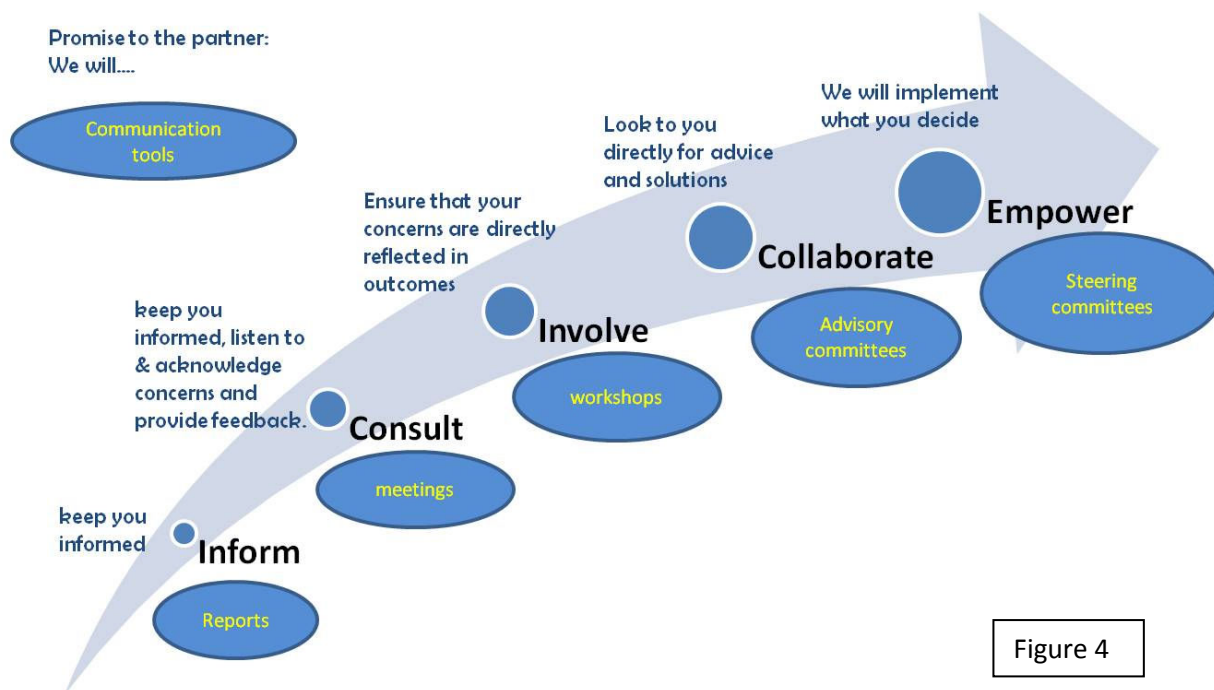 Promise to the partner:
We will....
Communication
tools
We will implement
what you decide
Look to you
directly for advice
and solutions
Empower
Steering
committees
Ensure that your
concerns are directly
reflected in
outcomes
Collaborate
Advisory
committees
keep you
informed, listen to
& acknowledge
concerns and
provide feedback.
Involve
workshops
Consult
meetings
keep you
informed
Inform
Reports
Figure 4